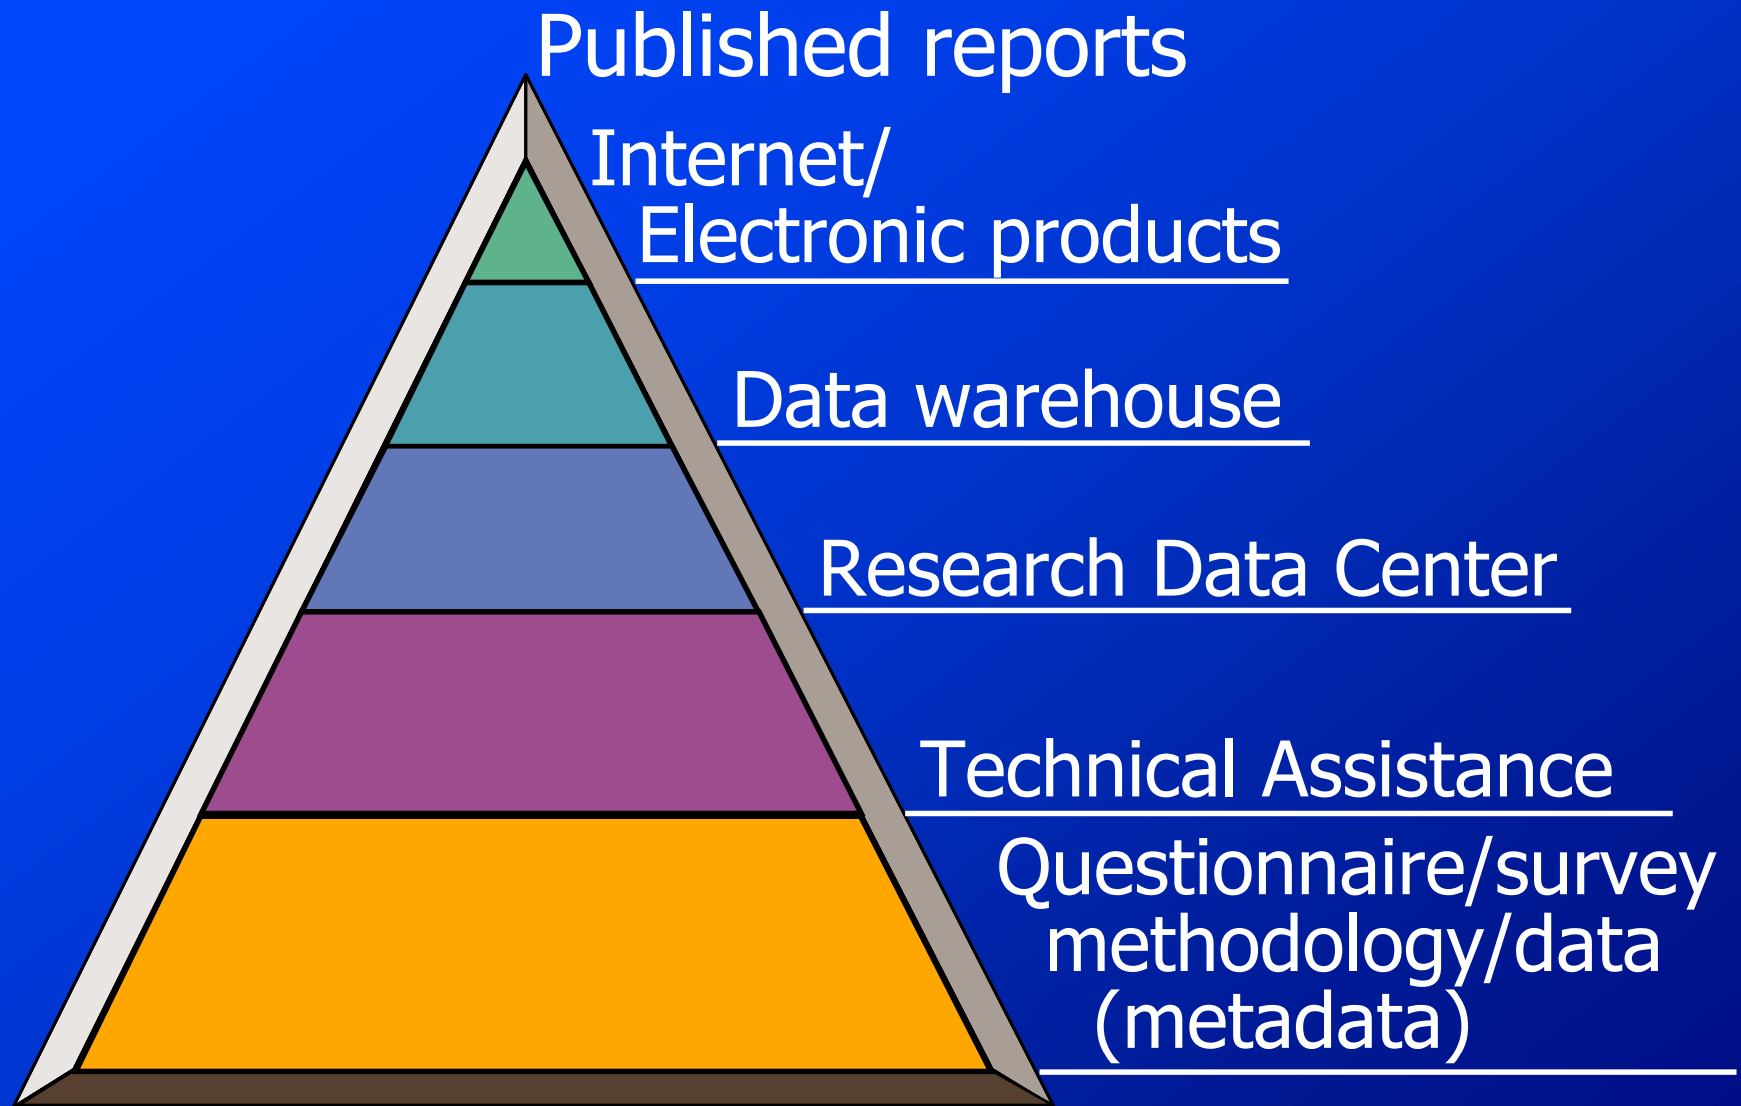 Published reports
Internet/
Electronic products
Data warehouse
Research Data Center
Technical Assistance
Questionnaire/survey
methodology/data
(metadata)